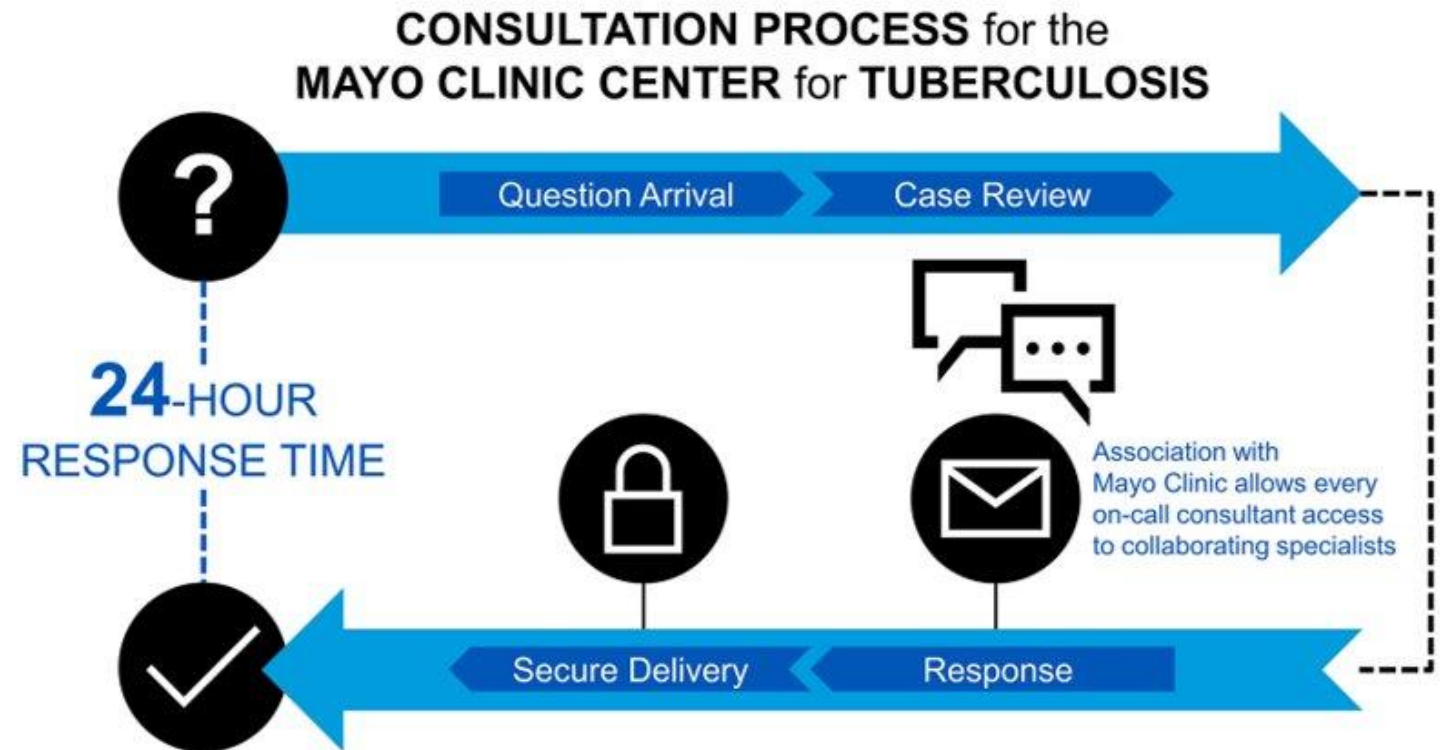 CONSULTATION PROCESS for the
MAYO CLINIC CENTER for TUBERCULOSIS
?
Question Arrival
Case Review
24-HOUR
RESPONSE TIME
Association with
Mayo Clinic allows every
on-call consultant access
to collaborating specialists
Secure Delivery
Response